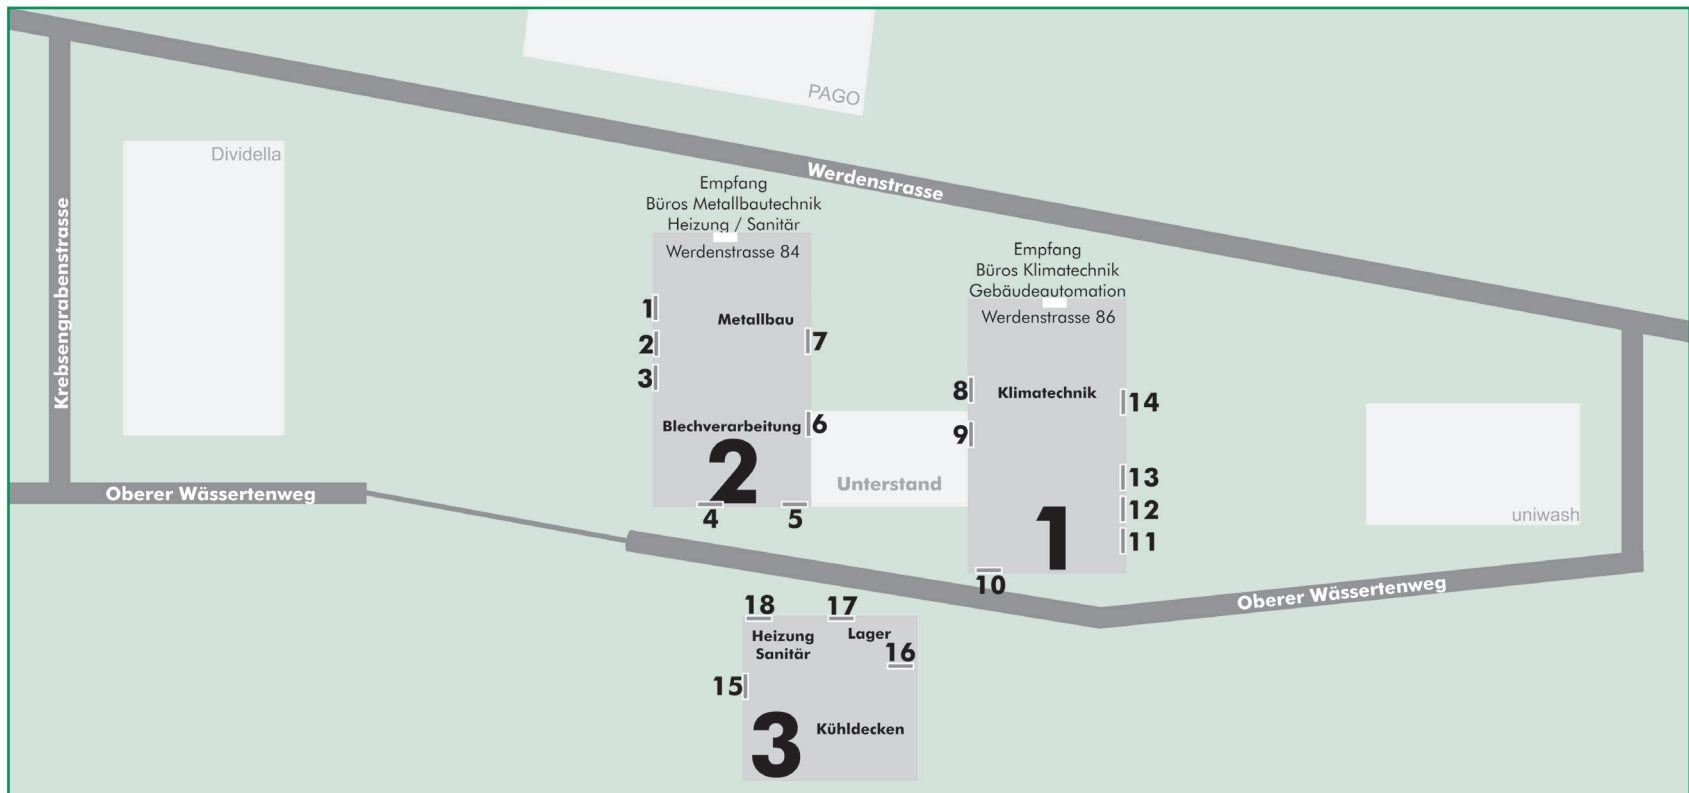 PAGO
Dividella
Werdenstrasse
Krebsengrabenstrasse
Empfang
Büros Metallbautechnik
Heizung / Sanitär
Werdenstrasse 84
1
2
3
Metallbau
7
Blechverarbeitung
6
2
4
5
Unterstand
Empfang
Büros Klimatechnik
Gebäudeautomation
Werdenstrasse 86
8
Klimatechnik
14
9
13
12
11
1
10
uniwash
Oberer Wässertenweg
Oberer Wässertenweg
18
17
Heizung
Sanitär
Lager
16
15
3
Kühldecken